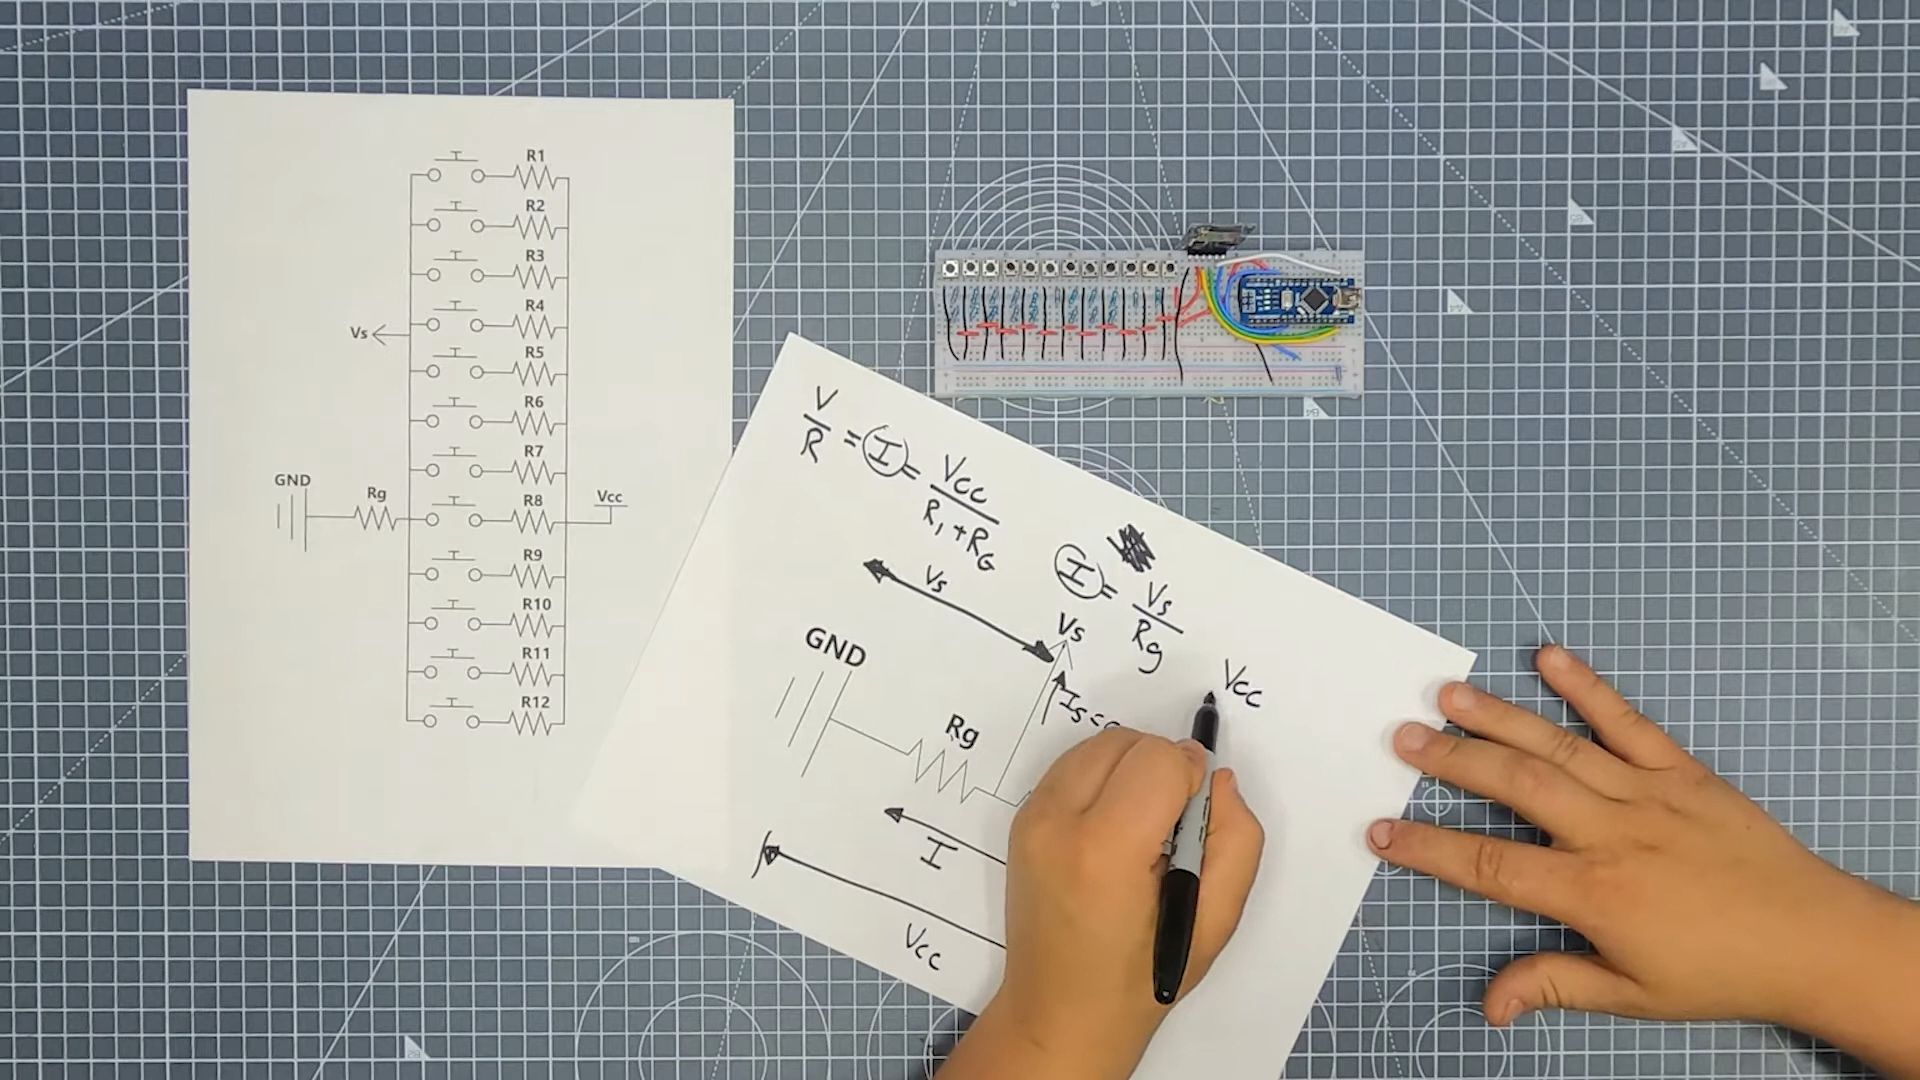 R1
R2
R3
R4
Vs
R5
R6
R7
GND
Rg
R8
Vcc
R9
R10
R11
R12
V/R = I = Vcc/R1+RG
I = Vs/Rg
Vs
Vs
Vcc
GND
Rg
I
Vcc